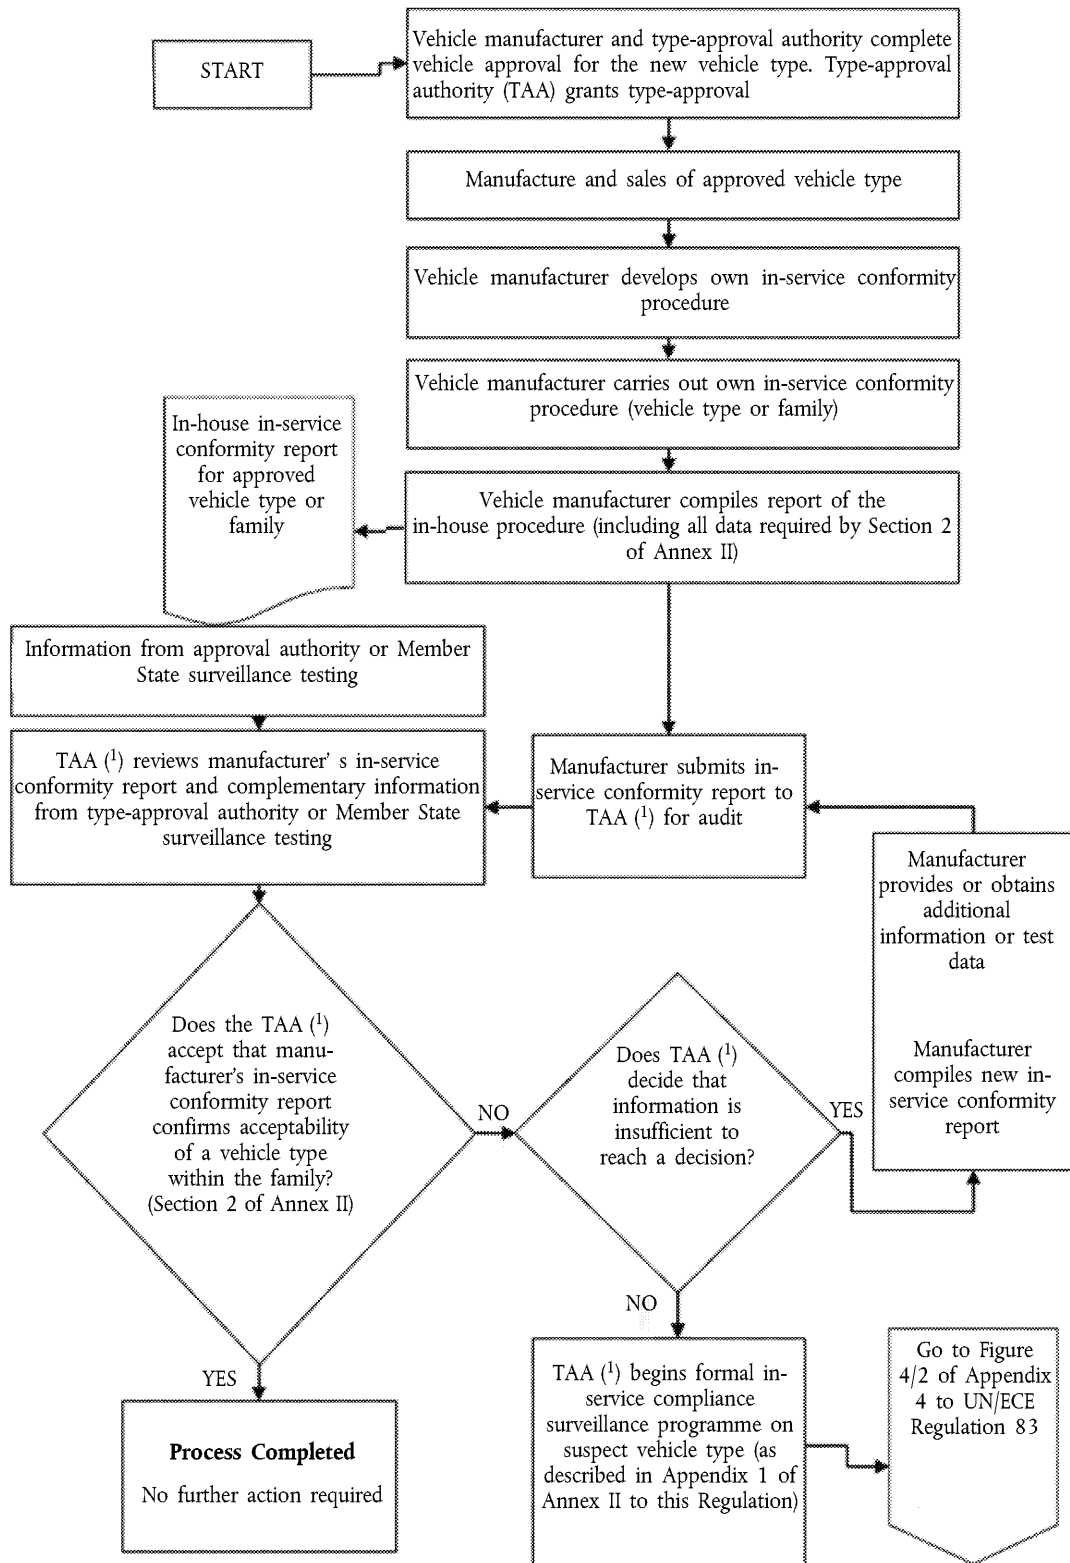 START
Vehicle manufacturer and type-approval authority complete
vehicle approval for the new vehicle type. Type-approval
authority (TAA) grants type-approval
Manufacture and sales of approved vehicle type
Vehicle manufacturer develops own in-service conformity
procedure
Vehicle manufacturer carries out own in-service conformity
procedure (vehicle type or family)
In-house in-service
conformity report
for approved
vehicle type or
family
Vehicle manufacturer compiles report of the
in-house procedure (including all data required by Section 2
of Annex II)
Information from approval authority or Member
State surveillance testing
TAA (1) reviews manufacturer' s in-service
conformity report and complementary information
from type-approval authority or Member State
surveillance testing
Manufacturer submits in-
service conformity report to
TAA (1) for audit
Manufacturer
provides or obtains
additional
information or test
data
Manufacturer
compiles new in-
service conformity
report
Does the TAA (1)
accept that manu-
facturer's in-service
conformity report
confirms acceptability
of a vehicle type
within the family?
(Section 2 of Annex II)
NO
Does TAA (1)
decide that
information is
insufficient to
reach a decision?
YES
NO
YES
Process Completed
No further action required
TAA (1) begins formal in-
service compliance
surveillance programme on
suspect vehicle type (as
described in Appendix 1 of
Annex II to this Regulation)
Go to Figure
4/2 of Appendix
4 to UN/ECE
Regulation 83